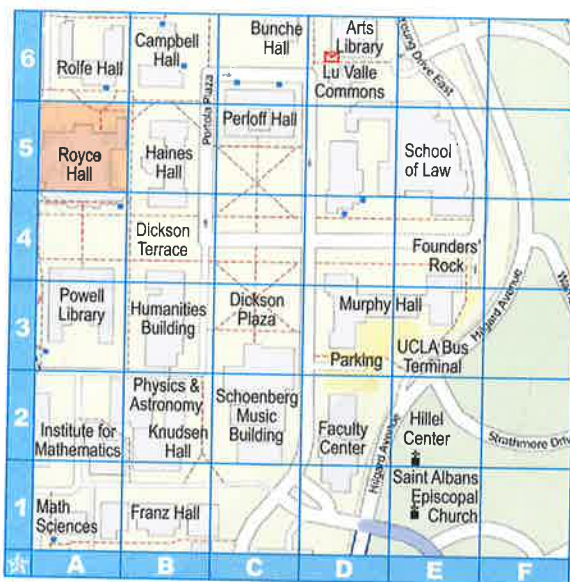 6
5
4
3
2
1
A B C D E F
Rolfe Hall
Campbell
Hall
Bunche
Hall
Arts
Library
Lu Valle
Commons
Young Drive East
Portola Plaza
Royce
Hall
Haines
Hall
Perloff Hall
School
of Law
Dickson
Terrace
Founders'
Rock
Powell
Library
Humanities
Building
Dickson
Plaza
Murphy Hall
Parking
UCLA Bus
Terminal
Hilgard Avenue
Physics &
Astronomy
Knudsen
Hall
Schoenberg
Music
Building
Institute for
Mathematics
Faculty
Center
Hillel
Center
Strathmore Driv
Hilgard Avenue
Saint Albans
Episcopal
Church
Math
Sciences
Franz Hall